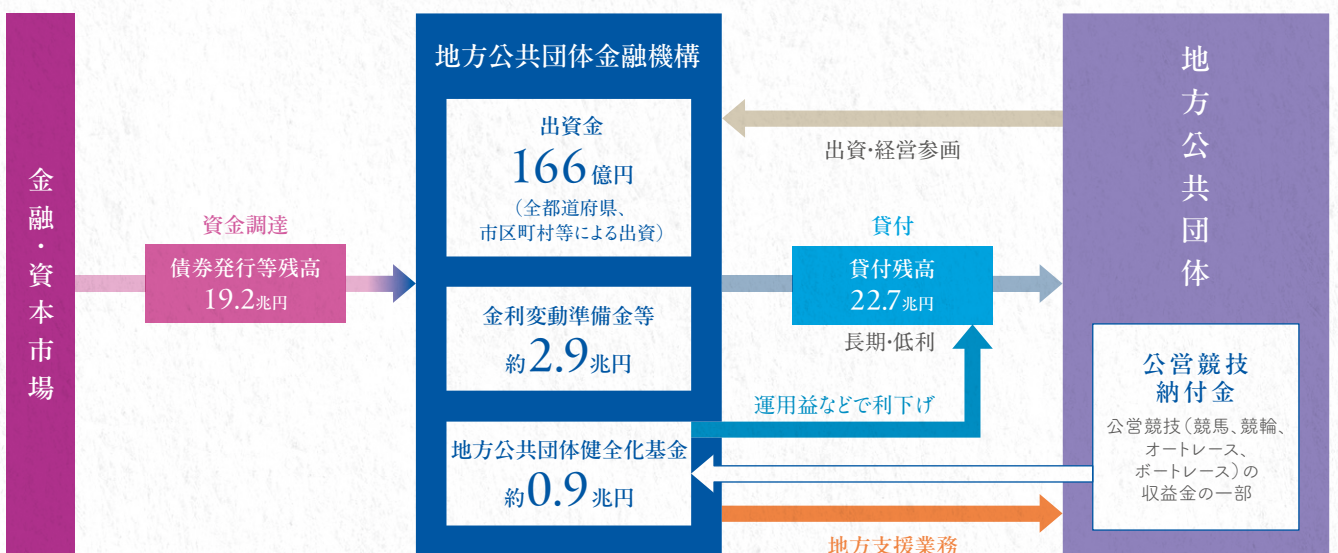 金融・資本市場
資金調達
債券発行等残高
19.2兆円
地方公共団体金融機構
出資金
166億円
（全都道府県、
市区町村等による出資）
金利変動準備金等
約2.9兆円
地方公共団体健全化基金
約0.9兆円
出資・経営参画
貸付
貸付残高
22.7兆円
長期・低利
運用益などで利下げ
地方支援業務
地方公共団体
公営競技
納付金
公営競技（競馬、競輪、
オートレース、
ボートレース）の
収益金の一部